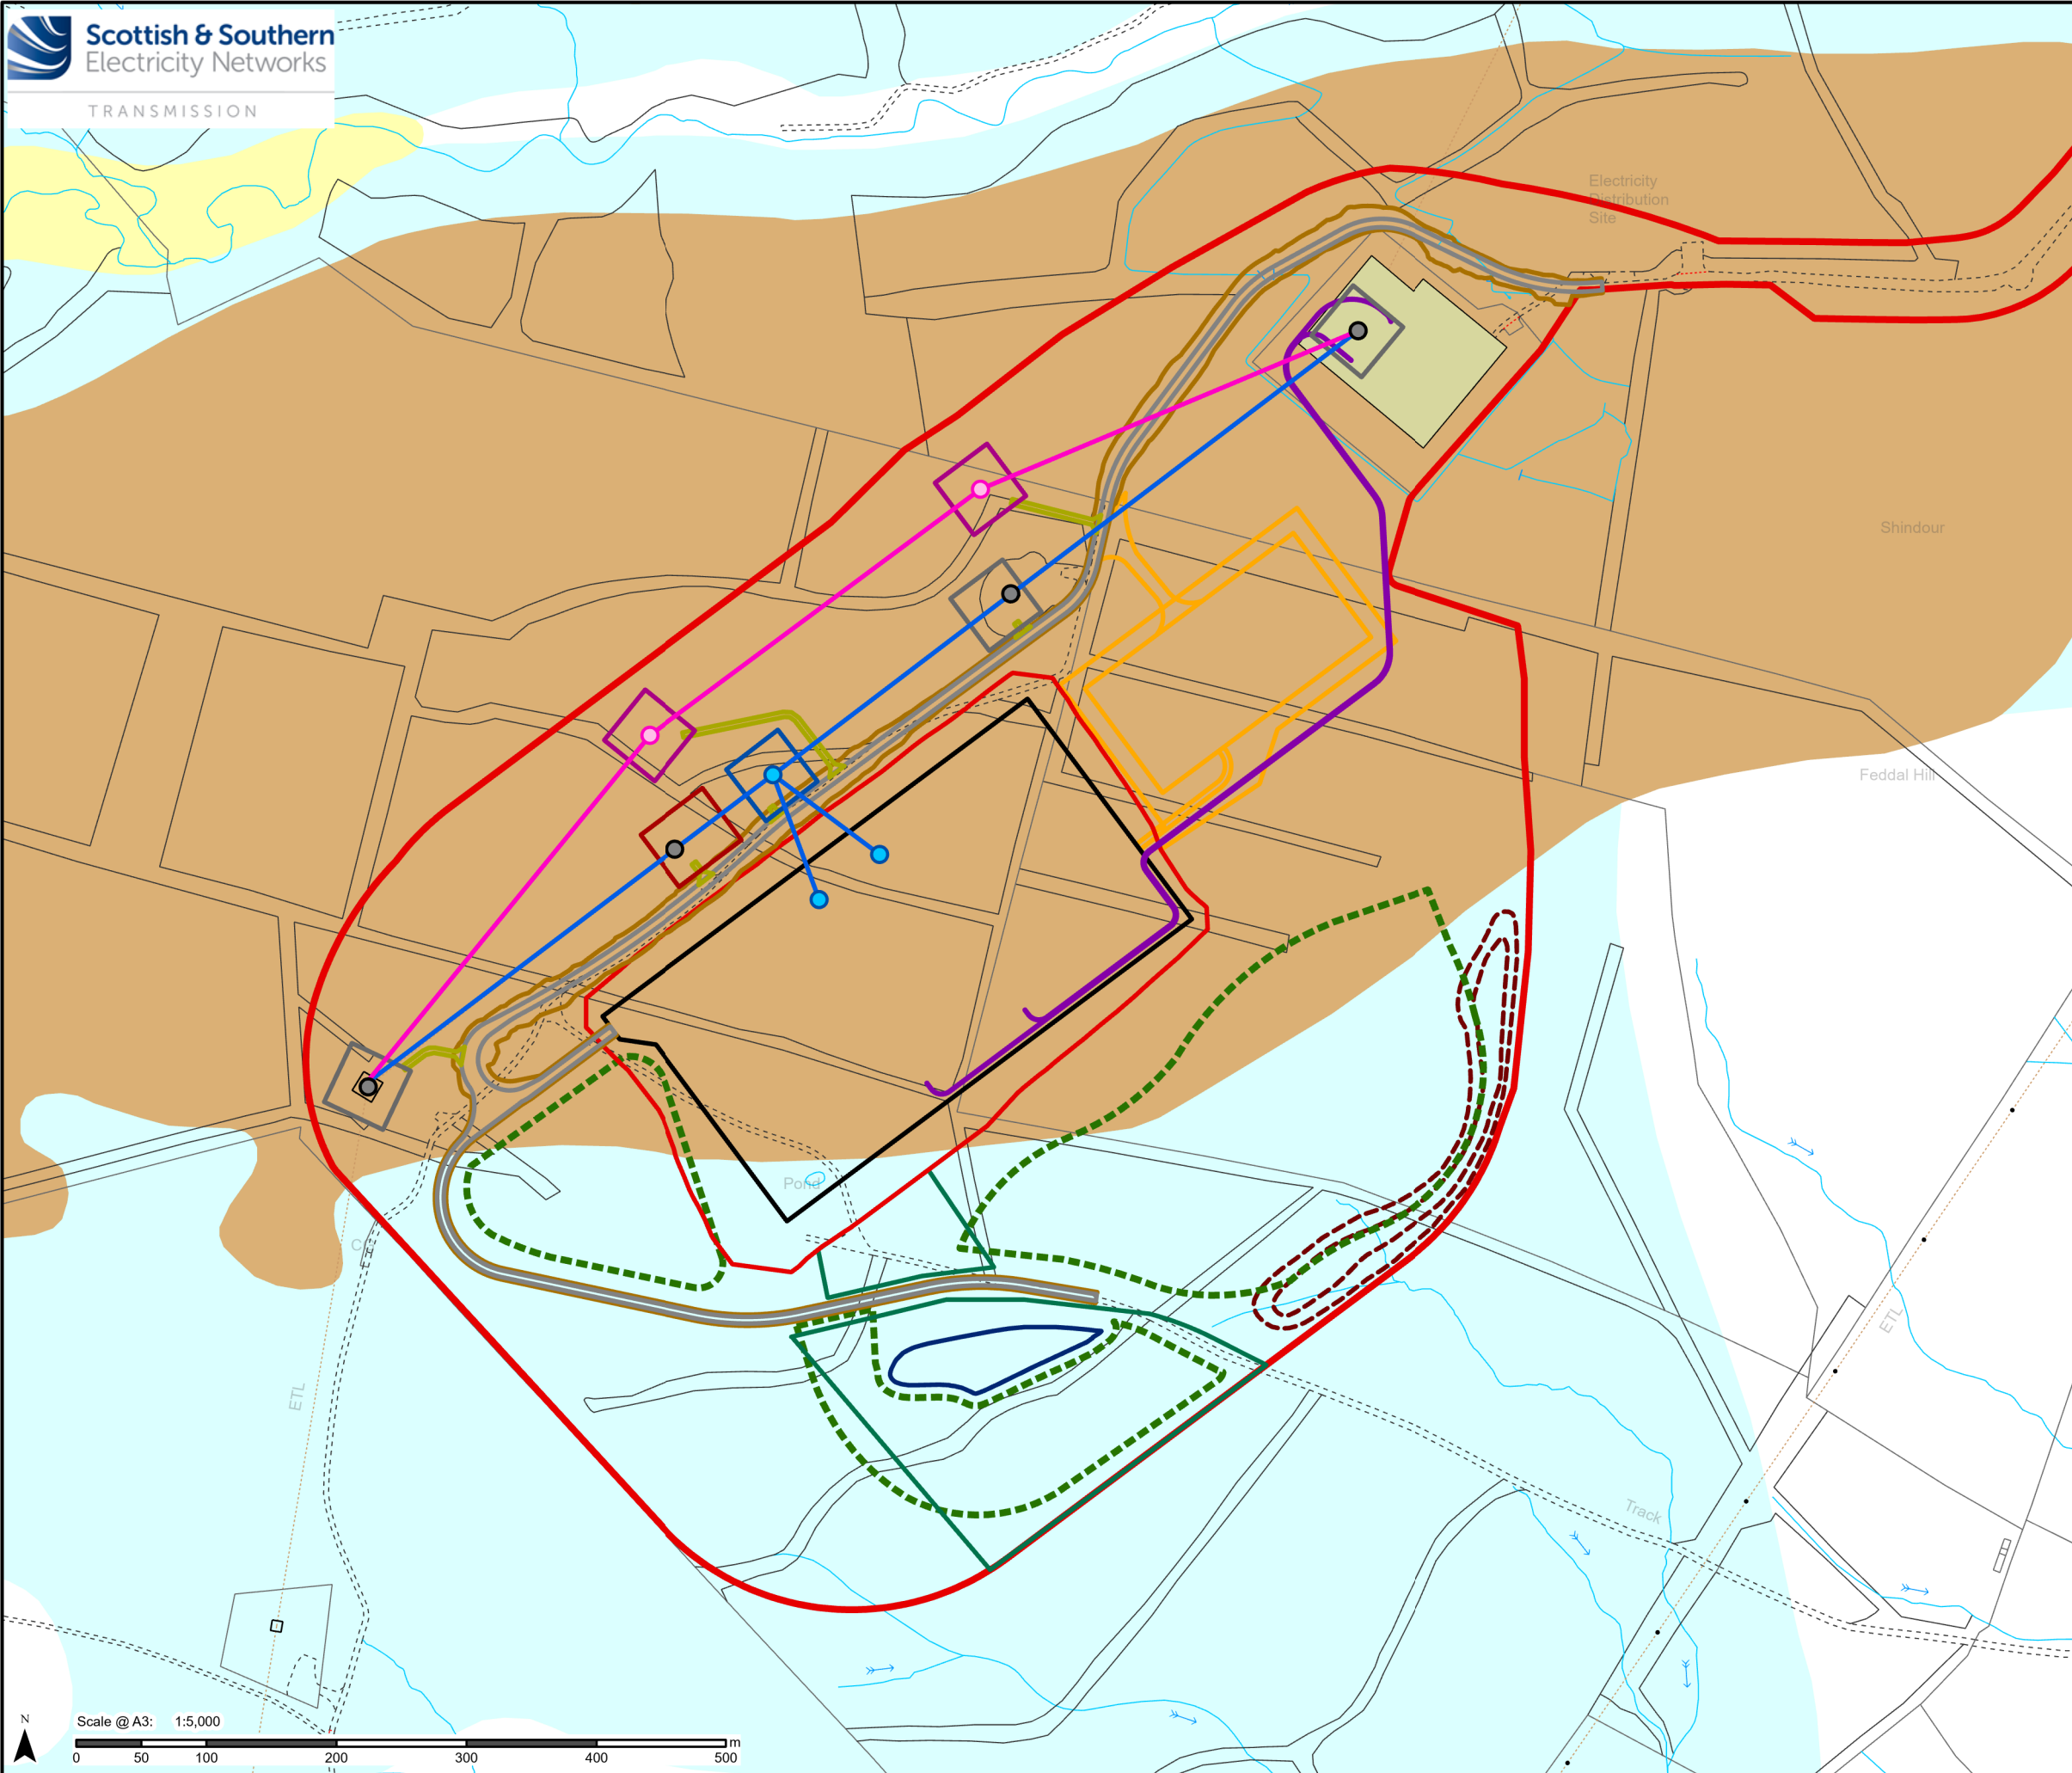 Scottish & Southern
Electricity Networks
TRANSMISSION
Electricity
Distribution
Site
Shindour
Feddal Hill
Pond
ETL
ETL
Track
N
Scale @A3: 1:5,000
0 50 100 200 300 400 500 m